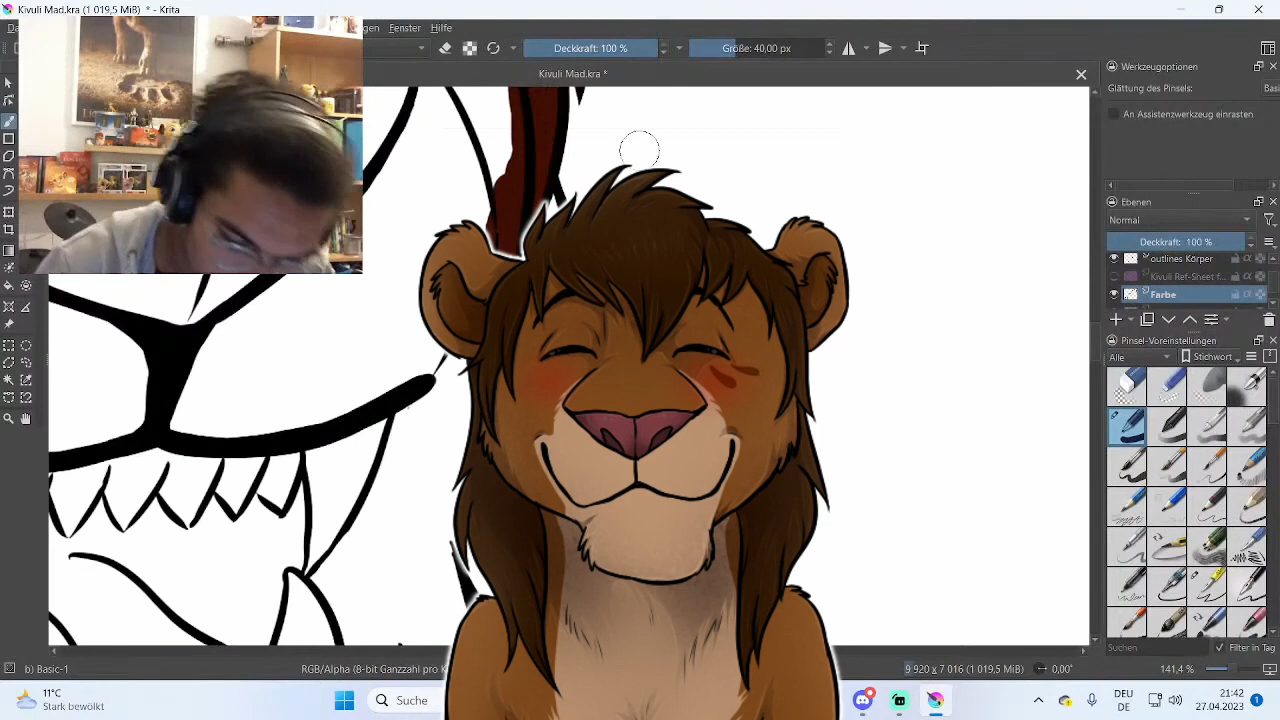 Kivuli Mad.kra (1 019,5 MiB) * - Krita
Fenster Hilfe
Deckkraft: 100 %
Größe: 40,00 px
Kivuli Mad.kra *
Werkzeugoptionen
Glättung des Pinsels:
An Assistenzwerkzeug einrasten
Ebenen
Normal
Deckkraft: 100 %
Outline: Körper
Kivuli Ref-Sheet f...
Farbe
Pinselvoreinstellungen
Alle
Stichwort
Suchen
Filter in Tag
b) Basic-1
RGB/Alpha (8-bit Ganzzahl pro K
9 920 x 7 016 (1 019,5 MiB)
0,00°
141,4 %
11°C
Stark bewölkt
Suche
DEU
DE
21:42
27.04.2023
1